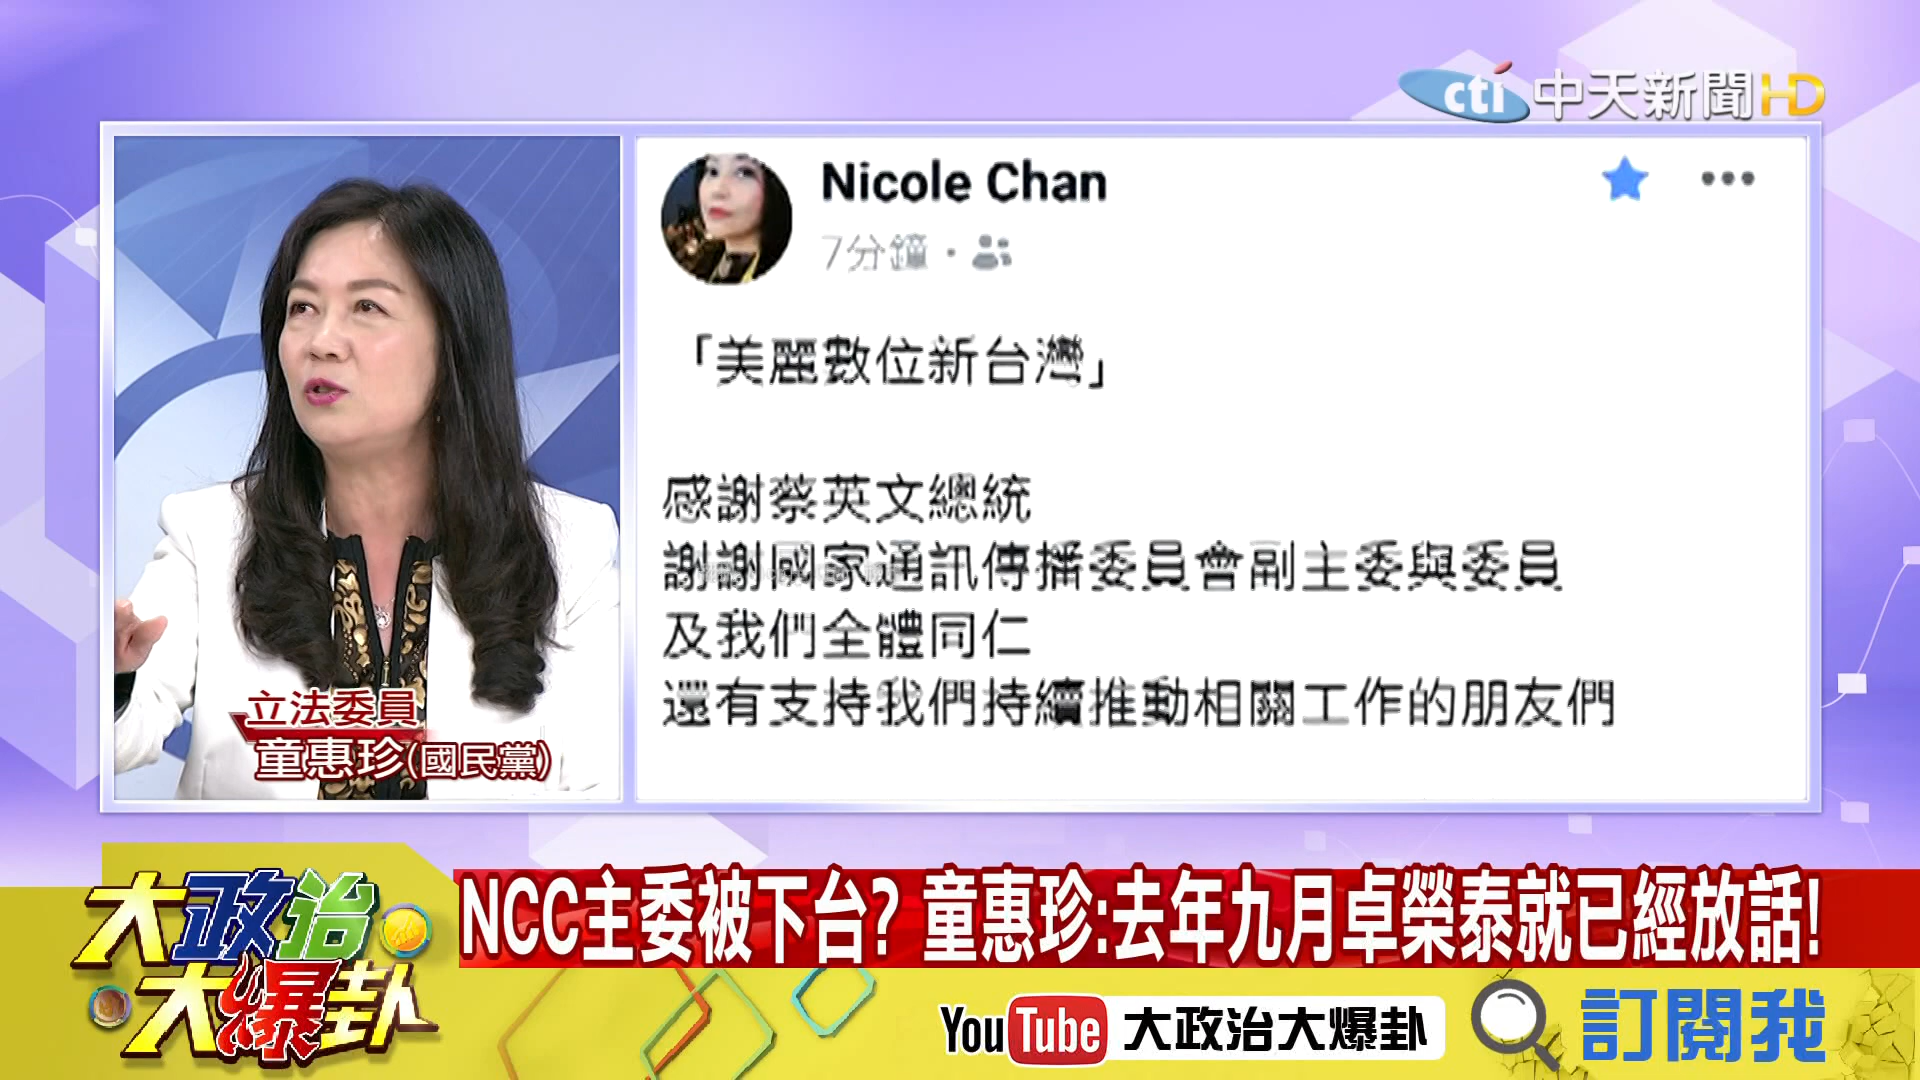 cti 中天新聞HD
Nicole Chan
7分鐘
「美麗數位新台灣」
感謝蔡英文總統
謝謝國家通訊傳播委員會副主委與委員
及我們全體同仁
還有支持我們持續推動相關工作的朋友們
立法委員
童惠珍(國民黨)
NCC主委被下台? 童惠珍:去年九月卓榮泰就已經放話!
大政治
大爆卦
YouTube 大政治大爆卦
訂閱我